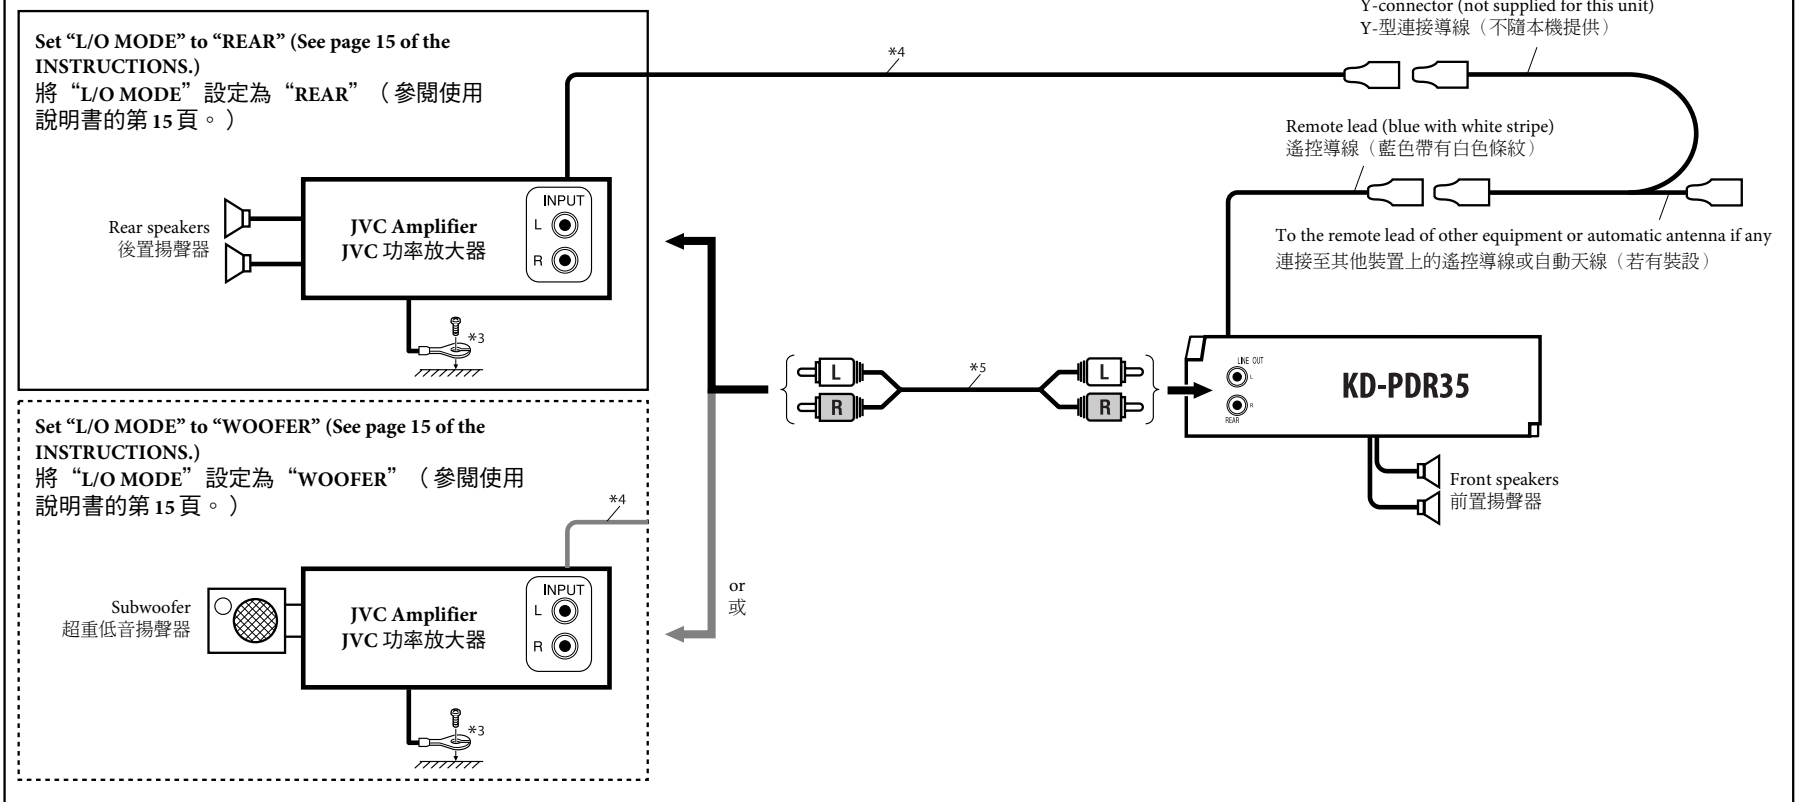 Y-connector (not supplied for this unit)
Y-型連接導線（不隨本機提供）
Set “L/O MODE” to “REAR” (See page 15 of the
INSTRUCTIONS.)
將“L/O MODE”設定為“REAR”（參閱使用
說明書的第 15 頁。）
*4
Remote lead (blue with white stripe)
遙控導線（藍色帶有白色條紋）
Rear speakers
後置揚聲器
JVC Amplifier
JVC 功率放大器
INPUT
L
R
*3
To the remote lead of other equipment or automatic antenna if any
連接至其他裝置上的遙控導線或自動天線（若有裝設）
L
R
*5
L
R
LINE OUT
L
R
REAR
KD-PDR35
Front speakers
前置揚聲器
Set “L/O MODE” to “WOOFER” (See page 15 of the
INSTRUCTIONS.)
將“L/O MODE”設定為“WOOFER”（參閱使用
說明書的第 15 頁。）
*4
Subwoofer
超重低音揚聲器
JVC Amplifier
JVC 功率放大器
INPUT
L
R
*3
or
或